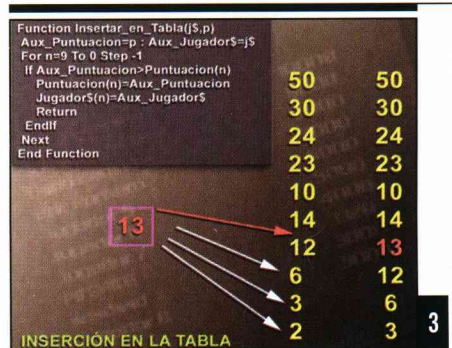 Function Insertar_en_Tabla(j$,p)
Aux_Puntuacion=p : Aux_Jugador$=j$
For n=9 To 0 Step -1
If Aux_Puntuacion>Puntuacion(n)
Puntuacion(n)=Aux_Puntuacion
Jugador$(n)=Aux_Jugador$
Return
EndIf
Next
End Function
50 50
30 30
24 24
23 23
10 10
14 14
13
12 13
6 12
3 6
2 3
INSERCIÓN EN LA TABLA
3